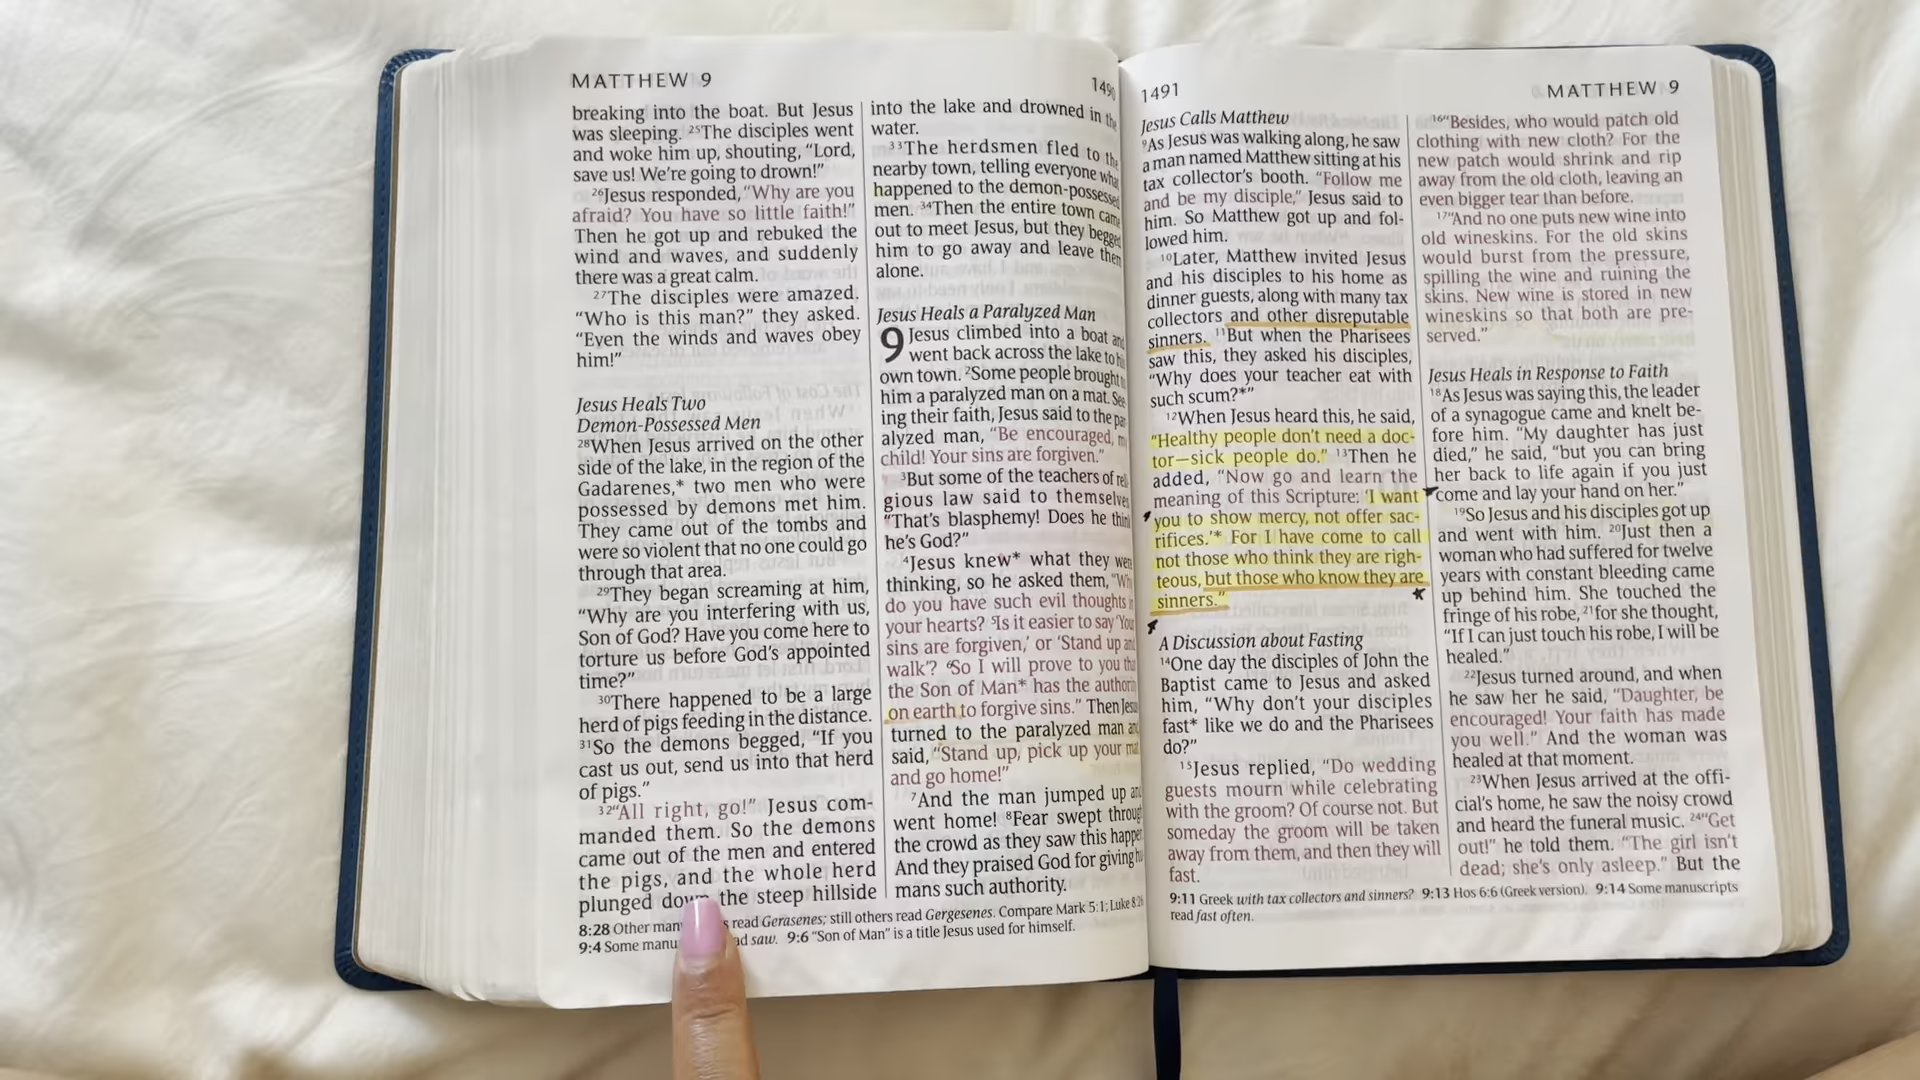 MATTHEW 9
1490
breaking into the boat. But Jesus
was sleeping. 25The disciples went
and woke him up, shouting, “Lord,
save us! We're going to drown!”
26Jesus responded, “Why are you
afraid? You have so little faith!”
Then he got up and rebuked the
wind and waves, and suddenly
there was a great calm.
27The disciples were amazed.
“Who is this man?” they asked.
“Even the winds and waves obey
him!”
Jesus Heals Two
Demon-Possessed Men
28When Jesus arrived on the other
side of the lake, in the region of the
Gadarenes,* two men who were
possessed by demons met him.
They came out of the tombs and
were so violent that no one could go
through that area.
29They began screaming at him,
“Why are you interfering with us,
Son of God? Have you come here to
torture us before God's appointed
time?”
30There happened to be a large
herd of pigs feeding in the distance.
31So the demons begged, “If you
cast us out, send us into that herd
of pigs.”
32“All right, go!” Jesus com-
manded them. So the demons
came out of the men and entered
the pigs, and the whole herd
plunged down the steep hillside
into the lake and drowned in the
water.
33The herdsmen fled to the
nearby town, telling everyone what
happened to the demon-possessed
men. 34Then the entire town came
out to meet Jesus, but they begged
him to go away and leave them
alone.
Jesus Heals a Paralyzed Man
9 Jesus climbed into a boat and
went back across the lake to his
own town. 2Some people brought
him a paralyzed man on a mat. See-
ing their faith, Jesus said to the par-
alyzed man, “Be encouraged, my
child! Your sins are forgiven.”
3But some of the teachers of reli-
gious law said to themselves,
“That's blasphemy! Does he think
he's God?”
4Jesus knew* what they were
thinking, so he asked them, “Why
do you have such evil thoughts in
your hearts? 5Is it easier to say ‘Your
sins are forgiven,’ or ‘Stand up and
walk’? 6So I will prove to you that
the Son of Man* has the authority
on earth to forgive sins.” Then Jesus
turned to the paralyzed man and
said, “Stand up, pick up your mat,
and go home!”
7And the man jumped up and
went home! 8Fear swept through
the crowd as they saw this happen.
And they praised God for giving hu-
mans such authority.
8:28 Other read Gerasenes; still others read Gergesenes. Compare Mark 5:1; Luke 8:26.
9:4 Some saw. 9:6 “Son of Man” is a title Jesus used for himself.
1491
MATTHEW 9
Jesus Calls Matthew
9As Jesus was walking along, he saw
a man named Matthew sitting at his
tax collector's booth. “Follow me
and be my disciple,” Jesus said to
him. So Matthew got up and fol-
lowed him.
10Later, Matthew invited Jesus
and his disciples to his home as
dinner guests, along with many tax
collectors and other disreputable
sinners. 11But when the Pharisees
saw this, they asked his disciples,
“Why does your teacher eat with
such scum?*”
12When Jesus heard this, he said,
“Healthy people don't need a doc-
tor—sick people do.” 13Then he
added, “Now go and learn the
meaning of this Scripture: ‘I want
you to show mercy, not offer sac-
rifices.’* For I have come to call
not those who think they are righ-
teous, but those who know they are
sinners.”
A Discussion about Fasting
14One day the disciples of John the
Baptist came to Jesus and asked
him, “Why don't your disciples
fast* like we do and the Pharisees
do?”
15Jesus replied, “Do wedding
guests mourn while celebrating
with the groom? Of course not. But
someday the groom will be taken
away from them, and then they will
fast.
16“Besides, who would patch old
clothing with new cloth? For the
new patch would shrink and rip
away from the old cloth, leaving an
even bigger tear than before.
17“And no one puts new wine into
old wineskins. For the old skins
would burst from the pressure,
spilling the wine and ruining the
skins. New wine is stored in new
wineskins so that both are pre-
served.”
Jesus Heals in Response to Faith
18As Jesus was saying this, the leader
of a synagogue came and knelt be-
fore him. “My daughter has just
died,” he said, “but you can bring
her back to life again if you just
come and lay your hand on her.”
19So Jesus and his disciples got up
and went with him. 20Just then a
woman who had suffered for twelve
years with constant bleeding came
up behind him. She touched the
fringe of his robe, 21for she thought,
“If I can just touch his robe, I will be
healed.”
22Jesus turned around, and when
he saw her he said, “Daughter, be
encouraged! Your faith has made
you well.” And the woman was
healed at that moment.
23When Jesus arrived at the offi-
cial's home, he saw the noisy crowd
and heard the funeral music. 24“Get
out!” he told them. “The girl isn't
dead; she's only asleep.” But the
9:11 Greek with tax collectors and sinners? 9:13 Hos 6:6 (Greek version). 9:14 Some manuscripts
read fast often.